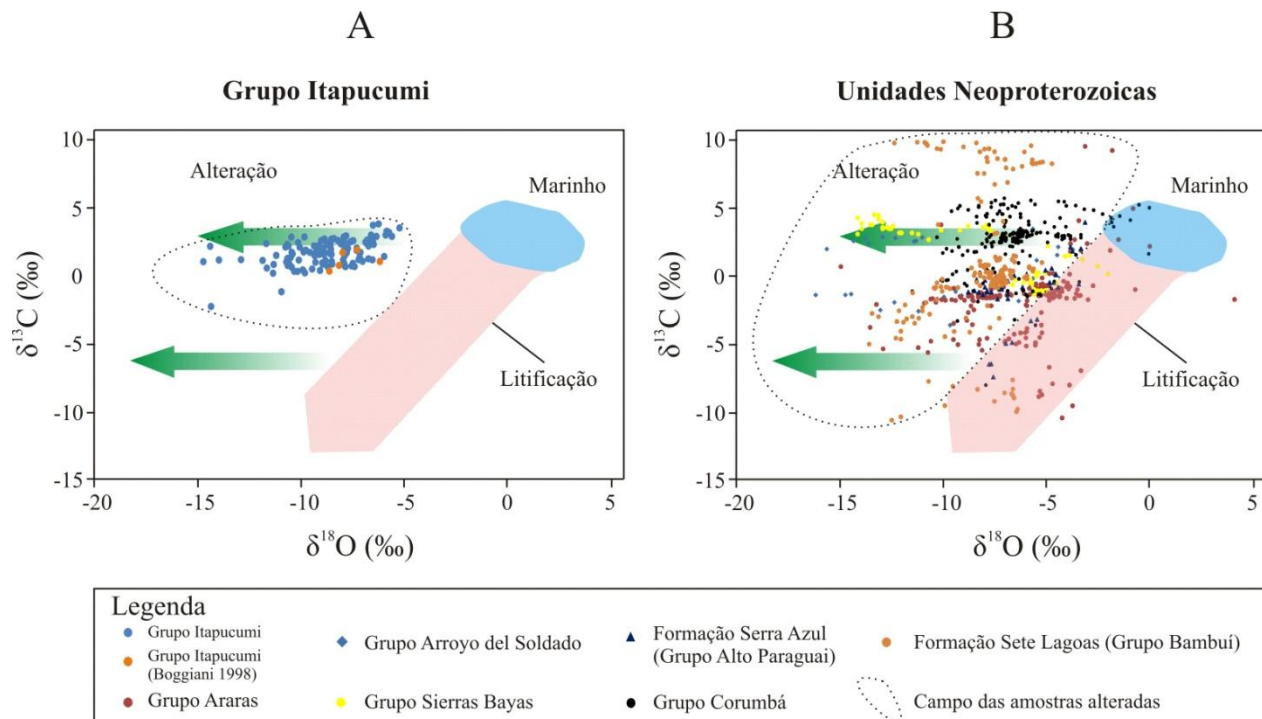 A
B
Grupo Itapucumi
Unidades Neoproterozoicas
10
5
0
-5
-10
-15
δ¹³C (‰)
Alteração
Marinho
Litificação
-20
-15
-10
-5
0
5
δ¹⁸O (‰)
10
5
0
-5
-10
-15
δ¹³C (‰)
Alteração
Marinho
Litificação
-20
-15
-10
-5
0
5
δ¹⁸O (‰)
Legenda
Grupo Itapucumi
Grupo Itapucumi
(Boggiani 1998)
Grupo Araras
Grupo Arroyo del Soldado
Grupo Sierras Bayas
Formação Serra Azul
(Grupo Alto Paraguai)
Grupo Corumbá
Formação Sete Lagoas (Grupo Bambuí)
Campo das amostras alteradas